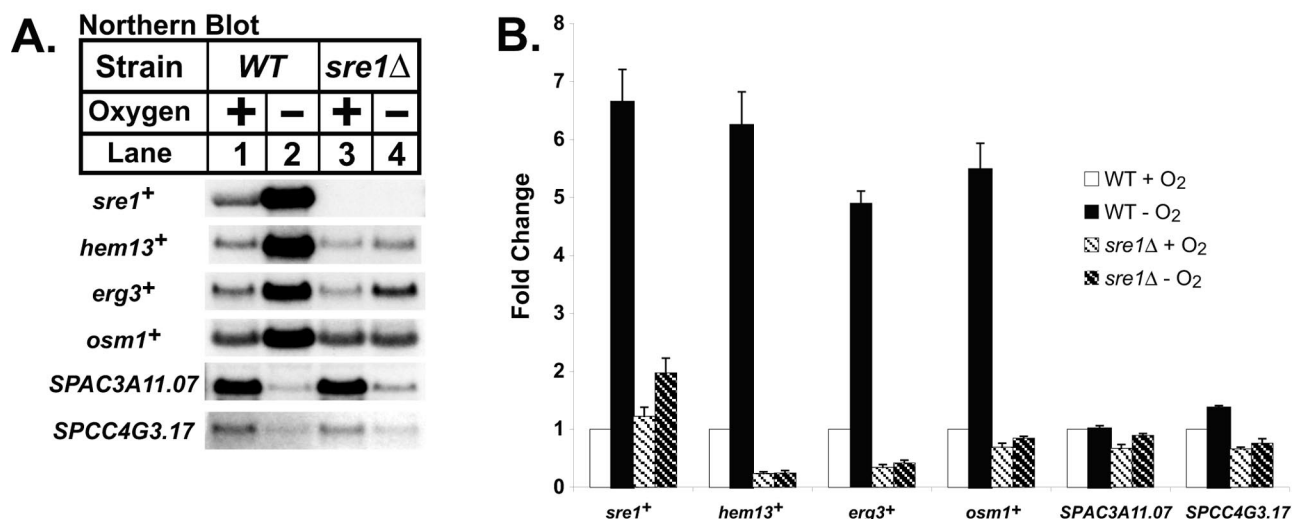 A.
Northern Blot
Strain WT sre1Δ
Oxygen + − + −
Lane 1 2 3 4
sre1+
hem13+
erg3+
osm1+
SPAC3A11.07
SPCC4G3.17
B.
Fold Change
8
7
6
5
4
3
2
1
0
WT + O2
WT - O2
sre1Δ + O2
sre1Δ - O2
sre1+ hem13+ erg3+ osm1+ SPAC3A11.07 SPCC4G3.17